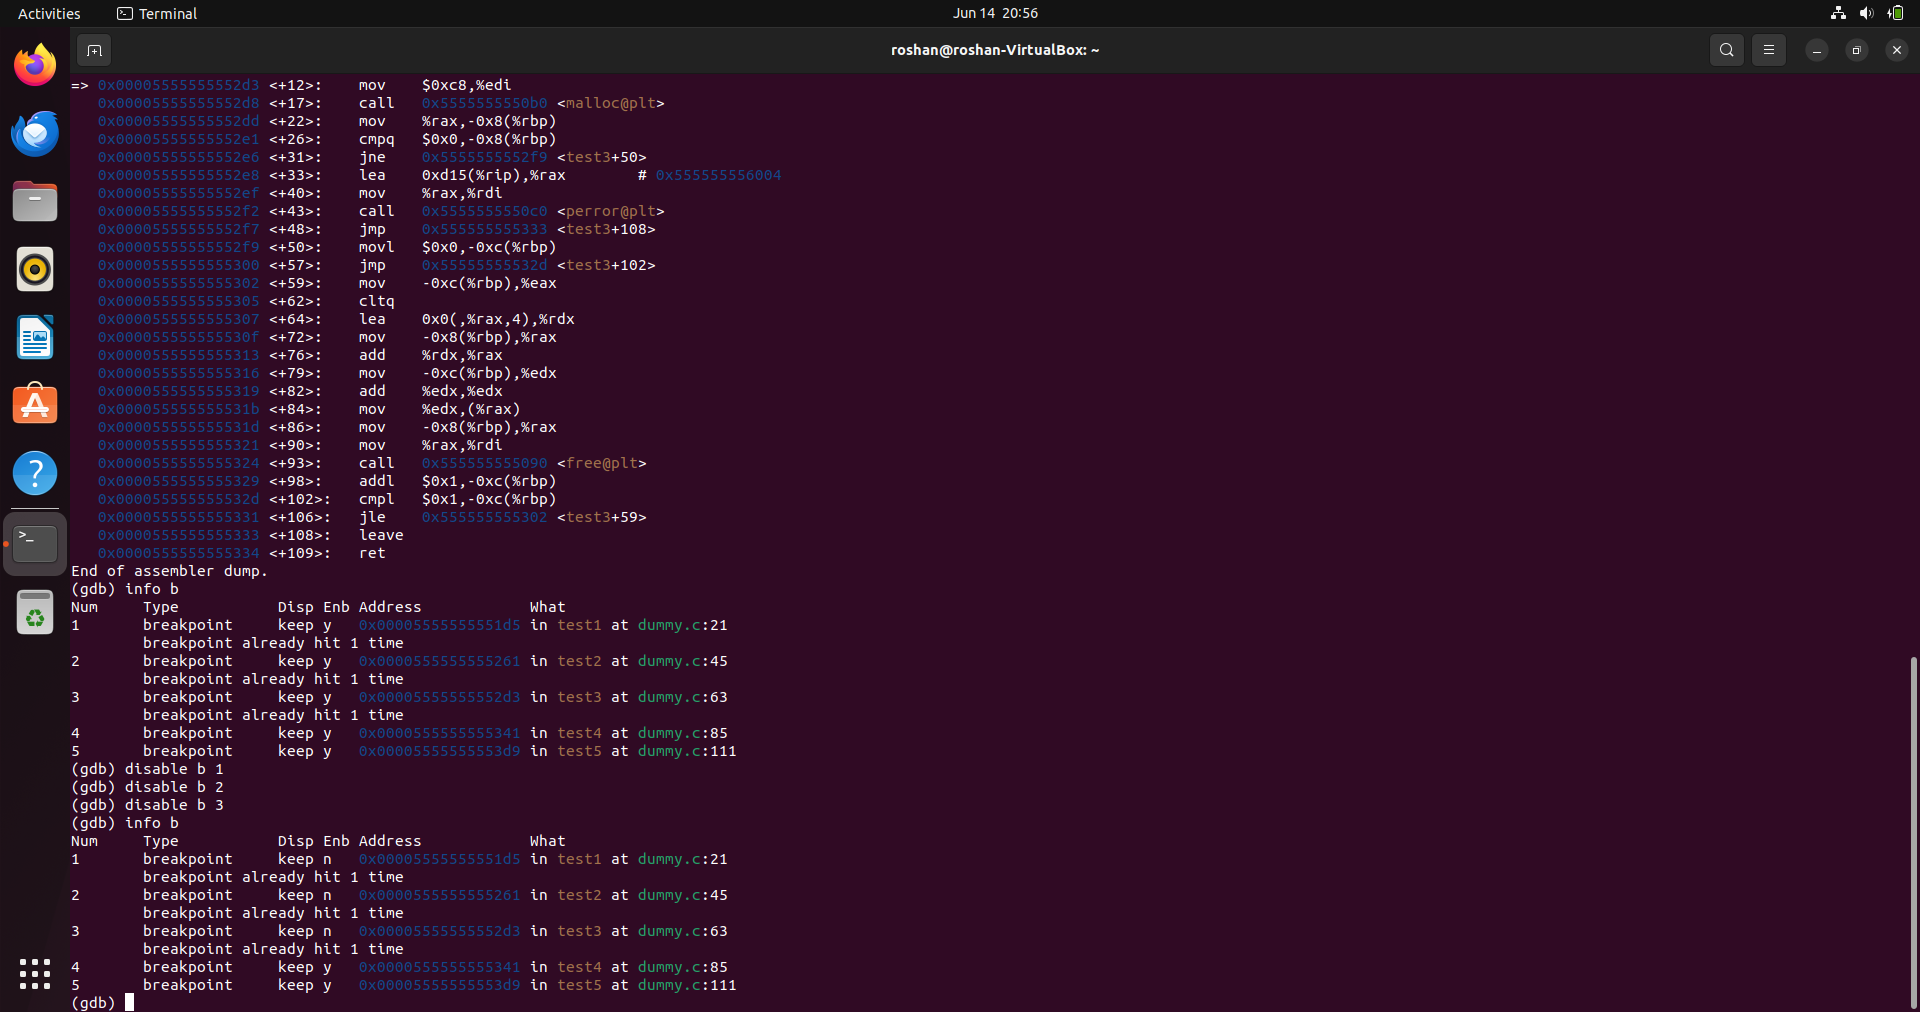 Activities Terminal Jun 14 20:56
roshan@roshan-VirtualBox: ~
=> 0x00005555555552d3 <+12>: mov $0xc8,%edi
0x00005555555552d8 <+17>: call 0x5555555550b0 <malloc@plt>
0x00005555555552dd <+22>: mov %rax,-0x8(%rbp)
0x00005555555552e1 <+26>: cmpq $0x0,-0x8(%rbp)
0x00005555555552e6 <+31>: jne 0x5555555552f9 <test3+50>
0x00005555555552e8 <+33>: lea 0xd15(%rip),%rax # 0x555555556004
0x00005555555552ef <+40>: mov %rax,%rdi
0x00005555555552f2 <+43>: call 0x5555555550c0 <perror@plt>
0x00005555555552f7 <+48>: jmp 0x555555555333 <test3+108>
0x00005555555552f9 <+50>: movl $0x0,-0xc(%rbp)
0x0000555555555300 <+57>: jmp 0x55555555532d <test3+102>
0x0000555555555302 <+59>: mov -0xc(%rbp),%eax
0x0000555555555305 <+62>: cltq
0x0000555555555307 <+64>: lea 0x0(,%rax,4),%rdx
0x000055555555530f <+72>: mov -0x8(%rbp),%rax
0x0000555555555313 <+76>: add %rdx,%rax
0x0000555555555316 <+79>: mov -0xc(%rbp),%edx
0x0000555555555319 <+82>: add %edx,%edx
0x000055555555531b <+84>: mov %edx,(%rax)
0x000055555555531d <+86>: mov -0x8(%rbp),%rax
0x0000555555555321 <+90>: mov %rax,%rdi
0x0000555555555324 <+93>: call 0x555555555090 <free@plt>
0x0000555555555329 <+98>: addl $0x1,-0xc(%rbp)
0x000055555555532d <+102>: cmpl $0x1,-0xc(%rbp)
0x0000555555555331 <+106>: jle 0x555555555302 <test3+59>
0x0000555555555333 <+108>: leave
0x0000555555555334 <+109>: ret
End of assembler dump.
(gdb) info b
Num Type Disp Enb Address What
1 breakpoint keep y 0x00005555555551d5 in test1 at dummy.c:21
breakpoint already hit 1 time
2 breakpoint keep y 0x0000555555555261 in test2 at dummy.c:45
breakpoint already hit 1 time
3 breakpoint keep y 0x00005555555552d3 in test3 at dummy.c:63
breakpoint already hit 1 time
4 breakpoint keep y 0x0000555555555341 in test4 at dummy.c:85
5 breakpoint keep y 0x00005555555553d9 in test5 at dummy.c:111
(gdb) disable b 1
(gdb) disable b 2
(gdb) disable b 3
(gdb) info b
Num Type Disp Enb Address What
1 breakpoint keep n 0x00005555555551d5 in test1 at dummy.c:21
breakpoint already hit 1 time
2 breakpoint keep n 0x0000555555555261 in test2 at dummy.c:45
breakpoint already hit 1 time
3 breakpoint keep n 0x00005555555552d3 in test3 at dummy.c:63
breakpoint already hit 1 time
4 breakpoint keep y 0x0000555555555341 in test4 at dummy.c:85
5 breakpoint keep y 0x00005555555553d9 in test5 at dummy.c:111
(gdb)